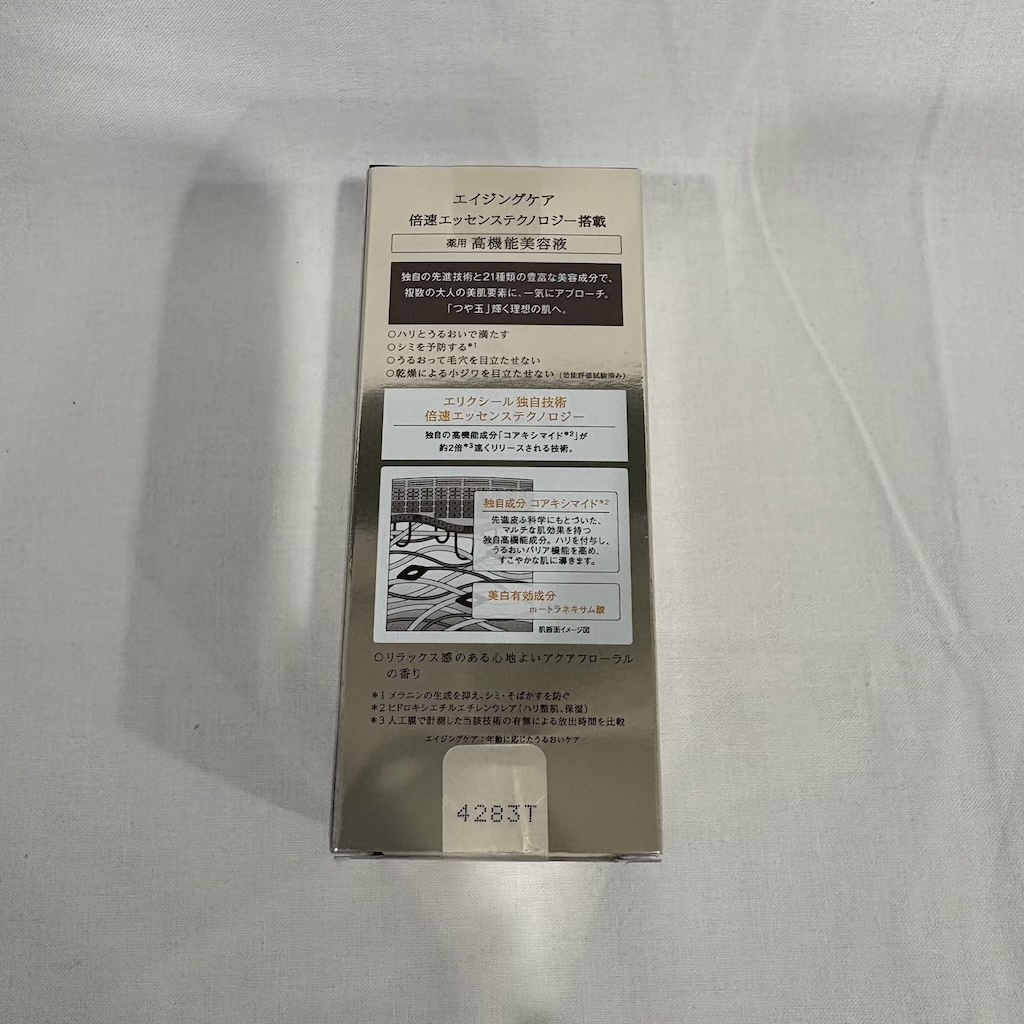 エイジングケア
倍速エッセンステクノロジー搭載
薬用 高機能美容液
独自の先進技術と21種類の豊富な美容成分で、
複数の大人の美肌要素に、一気にアプローチ。
「つや玉」輝く理想の肌へ。
○ハリとうるおいで満たす
○シミを予防する*1
○うるおって毛穴を目立たせない
○乾燥による小ジワを目立たせない（効能評価試験済み）
エリクシール独自技術
倍速エッセンステクノロジー
独自の高機能成分「コアキシマイド*2」が
約2倍*3速くリリースされる技術。
独自成分 コアキシマイド*2
先進皮ふ科学にもとづいた、
マルチな肌効果を持つ
独自高機能成分。ハリを付与し、
うるおいバリア機能を高め、
すこやかな肌に導きます。
美白有効成分
m－トラネキサム酸
肌断面イメージ図
○リラックス感のある心地よいアクアフローラル
の香り
*1 メラニンの生成を抑え、シミ・そばかすを防ぐ
*2 ヒドロキシエチルエチレンウレア（ハリ整肌、保湿）
*3 人工膜で計測した当該技術の有無による放出時間を比較
エイジングケア：年齢に応じたうるおいケア
4283T